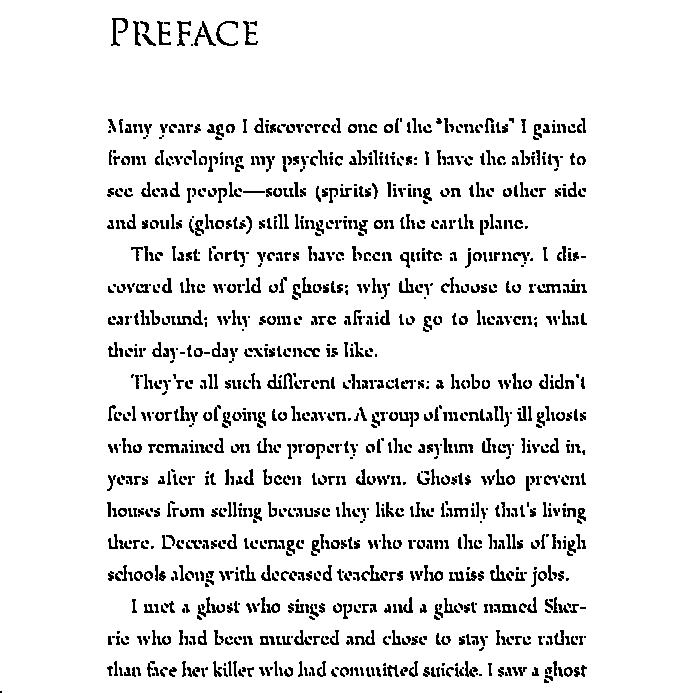 PREFACE
Many years ago I discovered one of the "benefits" I gained
from developing my psychic abilities: I have the ability to
see dead people—souls (spirits) living on the other side
and souls (ghosts) still lingering on the earth plane.
The last forty years have been quite a journey. I dis-
covered the world of ghosts; why they choose to remain
earthbound; why some are afraid to go to heaven; what
their day-to-day existence is like.
They're all such different characters: a hobo who didn't
feel worthy of going to heaven. A group of mentally ill ghosts
who remained on the property of the asylum they lived in,
years after it had been torn down. Ghosts who prevent
houses from selling because they like the family that's living
there. Deceased teenage ghosts who roam the halls of high
schools along with deceased teachers who miss their jobs.
I met a ghost who sings opera and a ghost named Sher-
rie who had been murdered and chose to stay here rather
than face her killer who had committed suicide. I saw a ghost